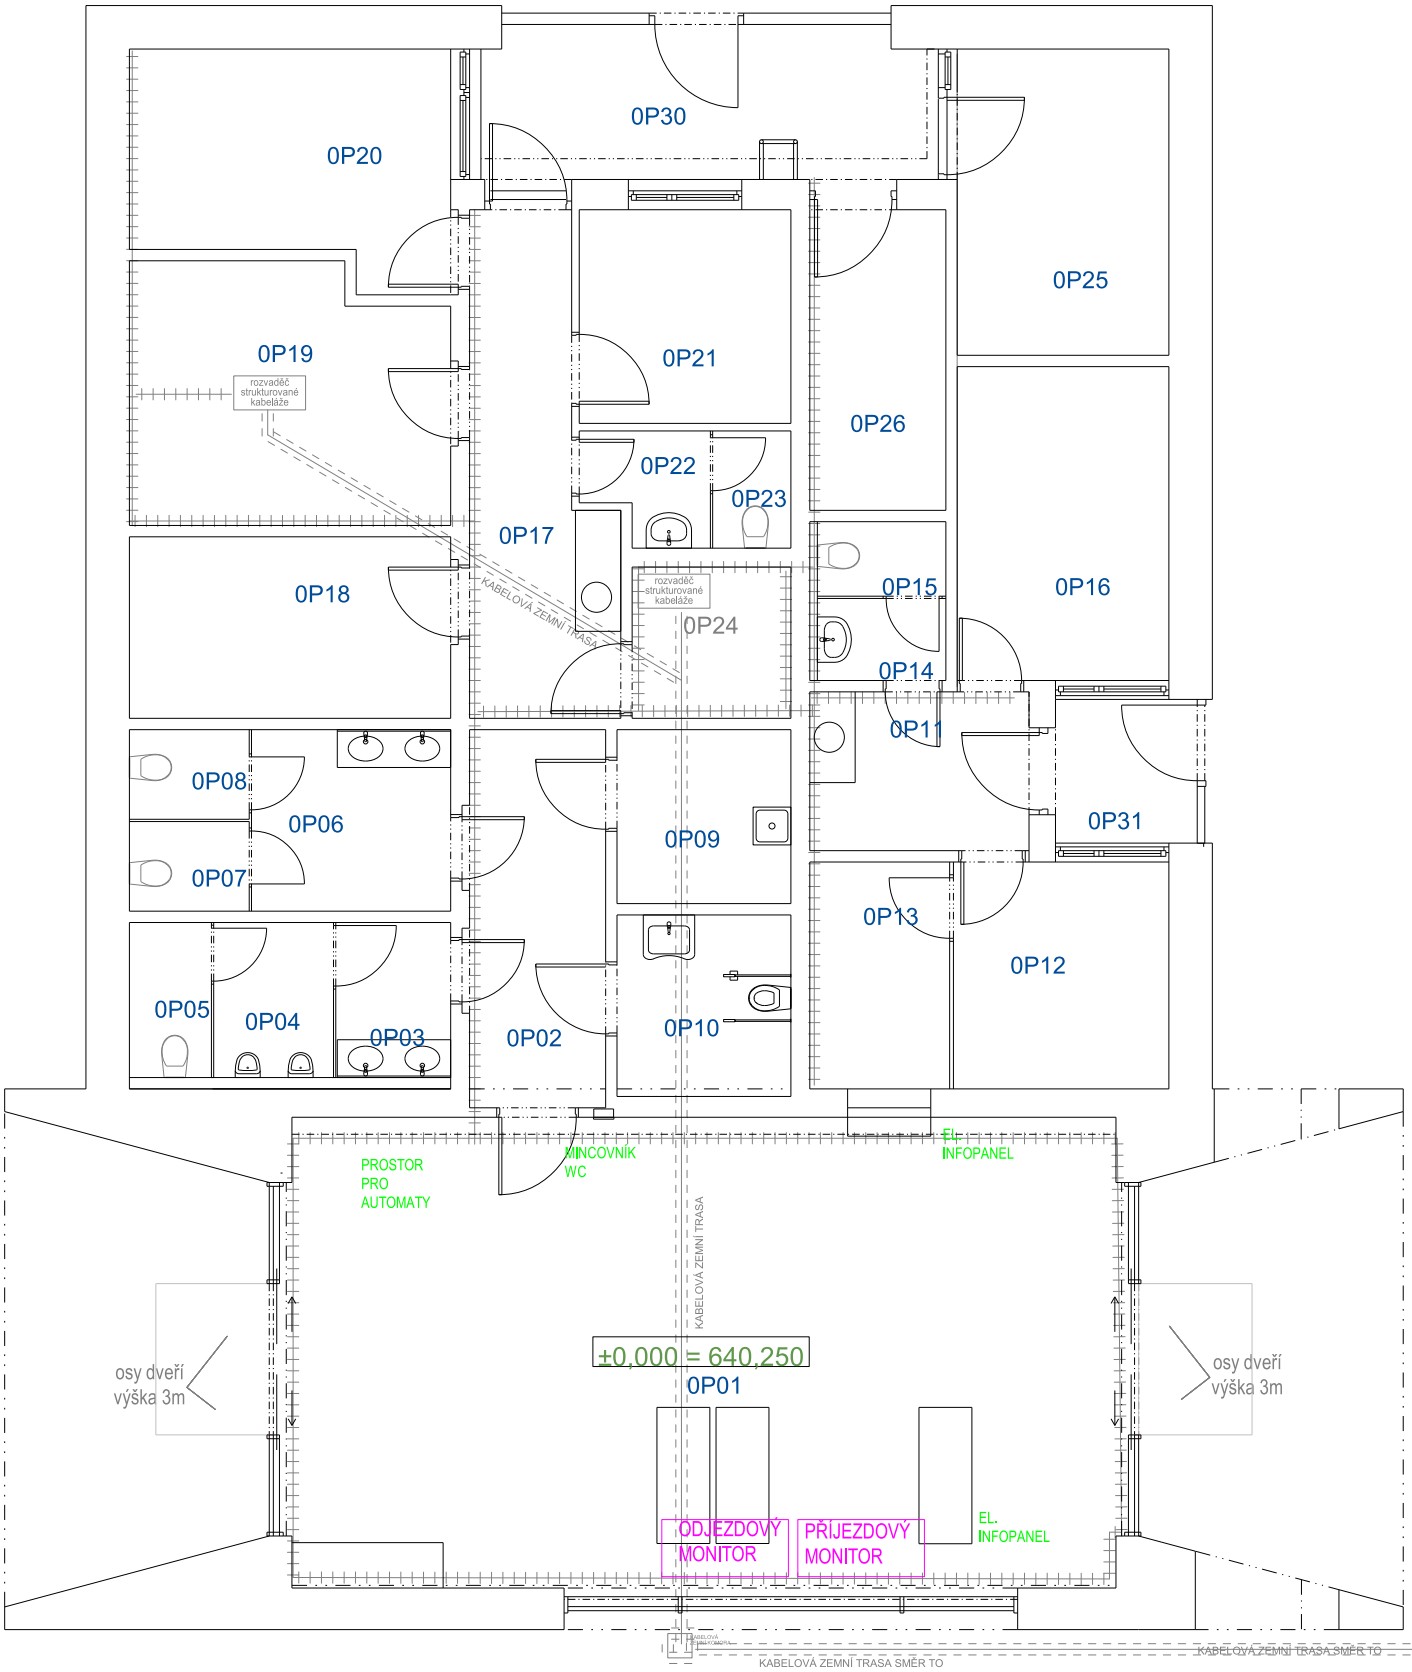 0P30
0P20
0P25
0P19
0P21
rozvaděč
strukturované
kabeláže
0P26
0P22
0P23
0P17
0P18
KABELOVÁ ZEMNÍ TRASA
rozvaděč
strukturované
kabeláže
0P24
0P15
0P16
0P14
0P11
0P08
0P06
0P09
0P31
0P07
0P13
0P12
0P05
0P04
0P03
0P02
0P10
PROSTOR
PRO
AUTOMATY
MINCOVNÍK
WC
EL.
INFOPANEL
KABELOVÁ ZEMNÍ TRASA
±0,000 = 640,250
0P01
osy dveří
výška 3m
osy dveří
výška 3m
ODJEZDOVÝ
MONITOR
PŘÍJEZDOVÝ
MONITOR
EL.
INFOPANEL
KABELOVÁ
ZEMNÍ KOMORA
KABELOVÁ ZEMNÍ TRASA SMĚR TO
KABELOVÁ ZEMNÍ TRASA SMĚR TO